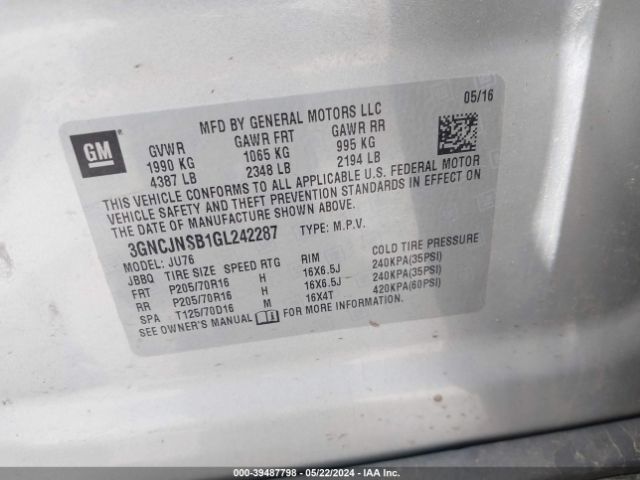 05/16
MFD BY GENERAL MOTORS LLC
GM
GVWR GAWR FRT GAWR RR
1990 KG 1065 KG 995 KG
4387 LB 2348 LB 2194 LB
THIS VEHICLE CONFORMS TO ALL APPLICABLE U.S. FEDERAL MOTOR
VEHICLE SAFETY AND THEFT PREVENTION STANDARDS IN EFFECT ON
THE DATE OF MANUFACTURE SHOWN ABOVE.
3GNCJNSB1GL242287 TYPE: M.P.V.
MODEL: JU76
JBBQ TIRE SIZE SPEED RTG RIM COLD TIRE PRESSURE
FRT P205/70R16 H 16X6.5J 240KPA(35PSI)
RR P205/70R16 H 16X6.5J 240KPA(35PSI)
SPA T125/70D16 M 16X4T 420KPA(60PSI)
SEE OWNER'S MANUAL FOR MORE INFORMATION.
000-39487798 - 05/22/2024 - IAA Inc.